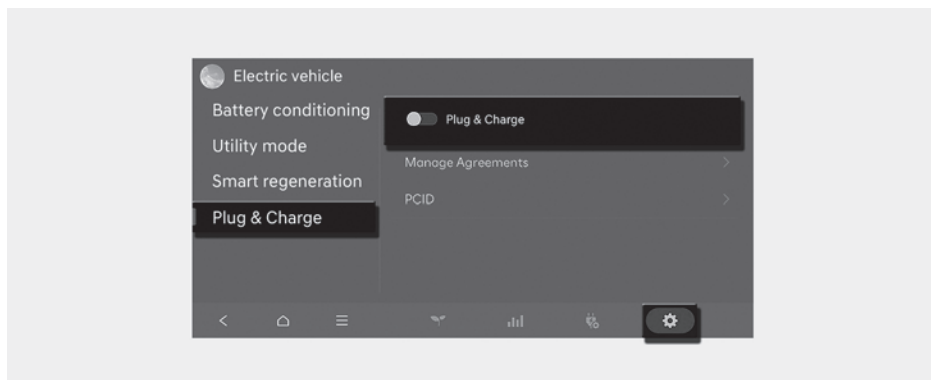 Electric vehicle
Battery conditioning
Utility mode
Smart regeneration
Plug & Charge
Plug & Charge
Manage Agreements
PCID